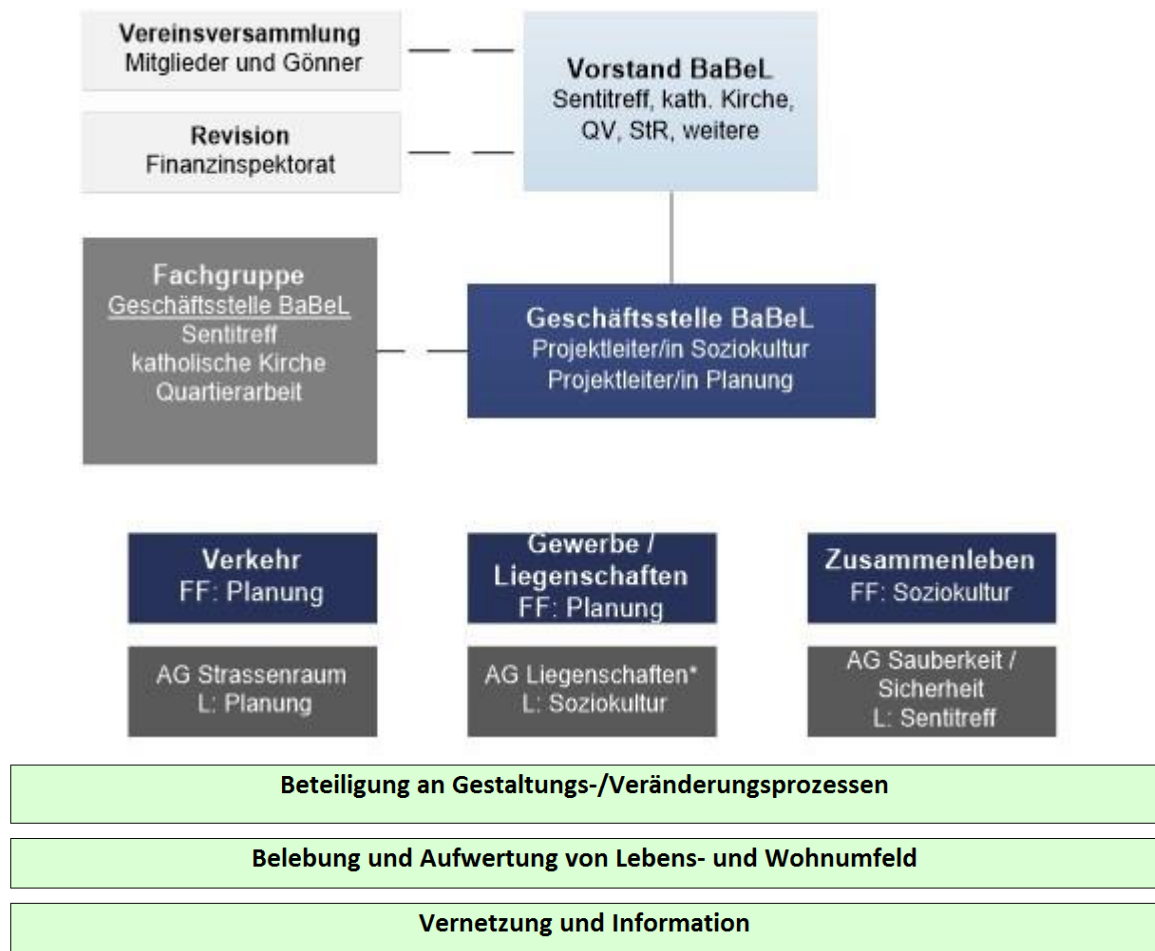 Vereinsversammlung
Mitglieder und Gönner
Revision
Finanzinspektorat
Vorstand BaBeL
Sentitreff, kath. Kirche,
QV, StR, weitere
Fachgruppe
Geschäftsstelle BaBeL
Sentitreff
katholische Kirche
Quartierarbeit
Geschäftsstelle BaBeL
Projektleiter/in Soziokultur
Projektleiter/in Planung
Verkehr
FF: Planung
Gewerbe /
Liegenschaften
FF: Planung
Zusammenleben
FF: Soziokultur
AG Strassenraum
L: Planung
AG Liegenschaften*
L: Soziokultur
AG Sauberkeit /
Sicherheit
L: Sentitreff
Beteiligung an Gestaltungs-/Veränderungsprozessen
Belebung und Aufwertung von Lebens- und Wohnumfeld
Vernetzung und Information